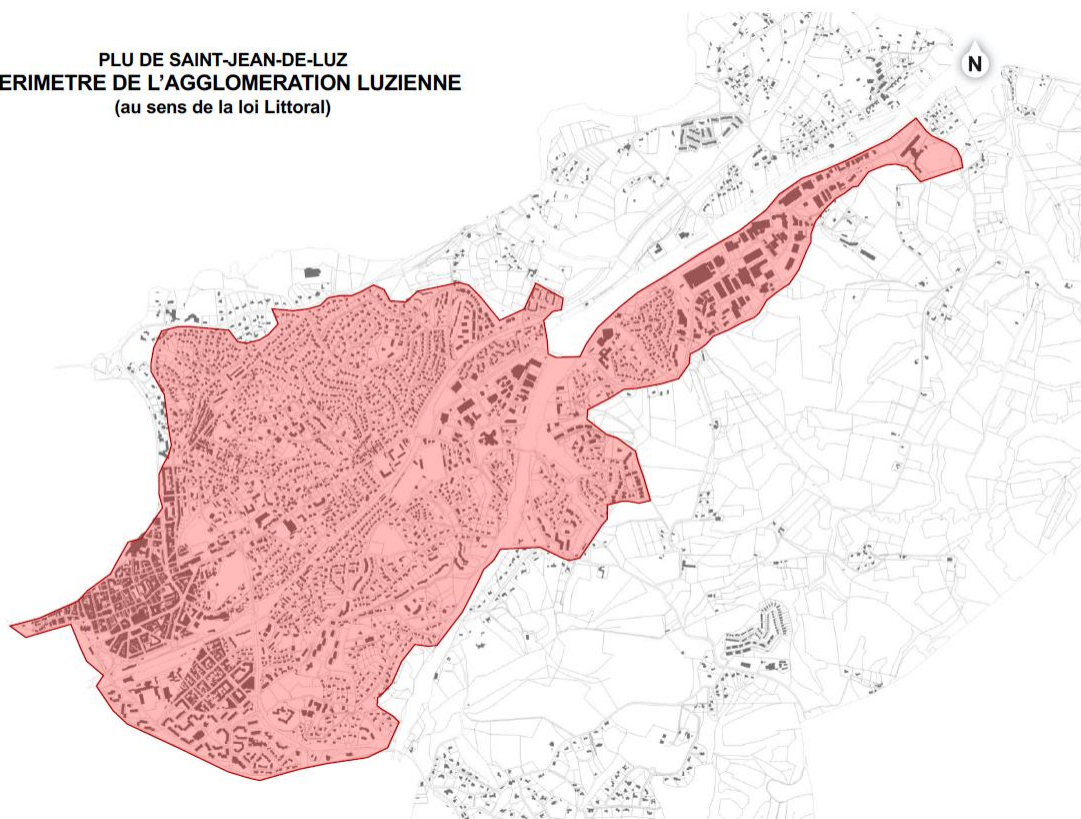 PLU DE SAINT-JEAN-DE-LUZ
ERIMETRE DE L'AGGLOMERATION LUZIENNE
(au sens de la loi Littoral)
N